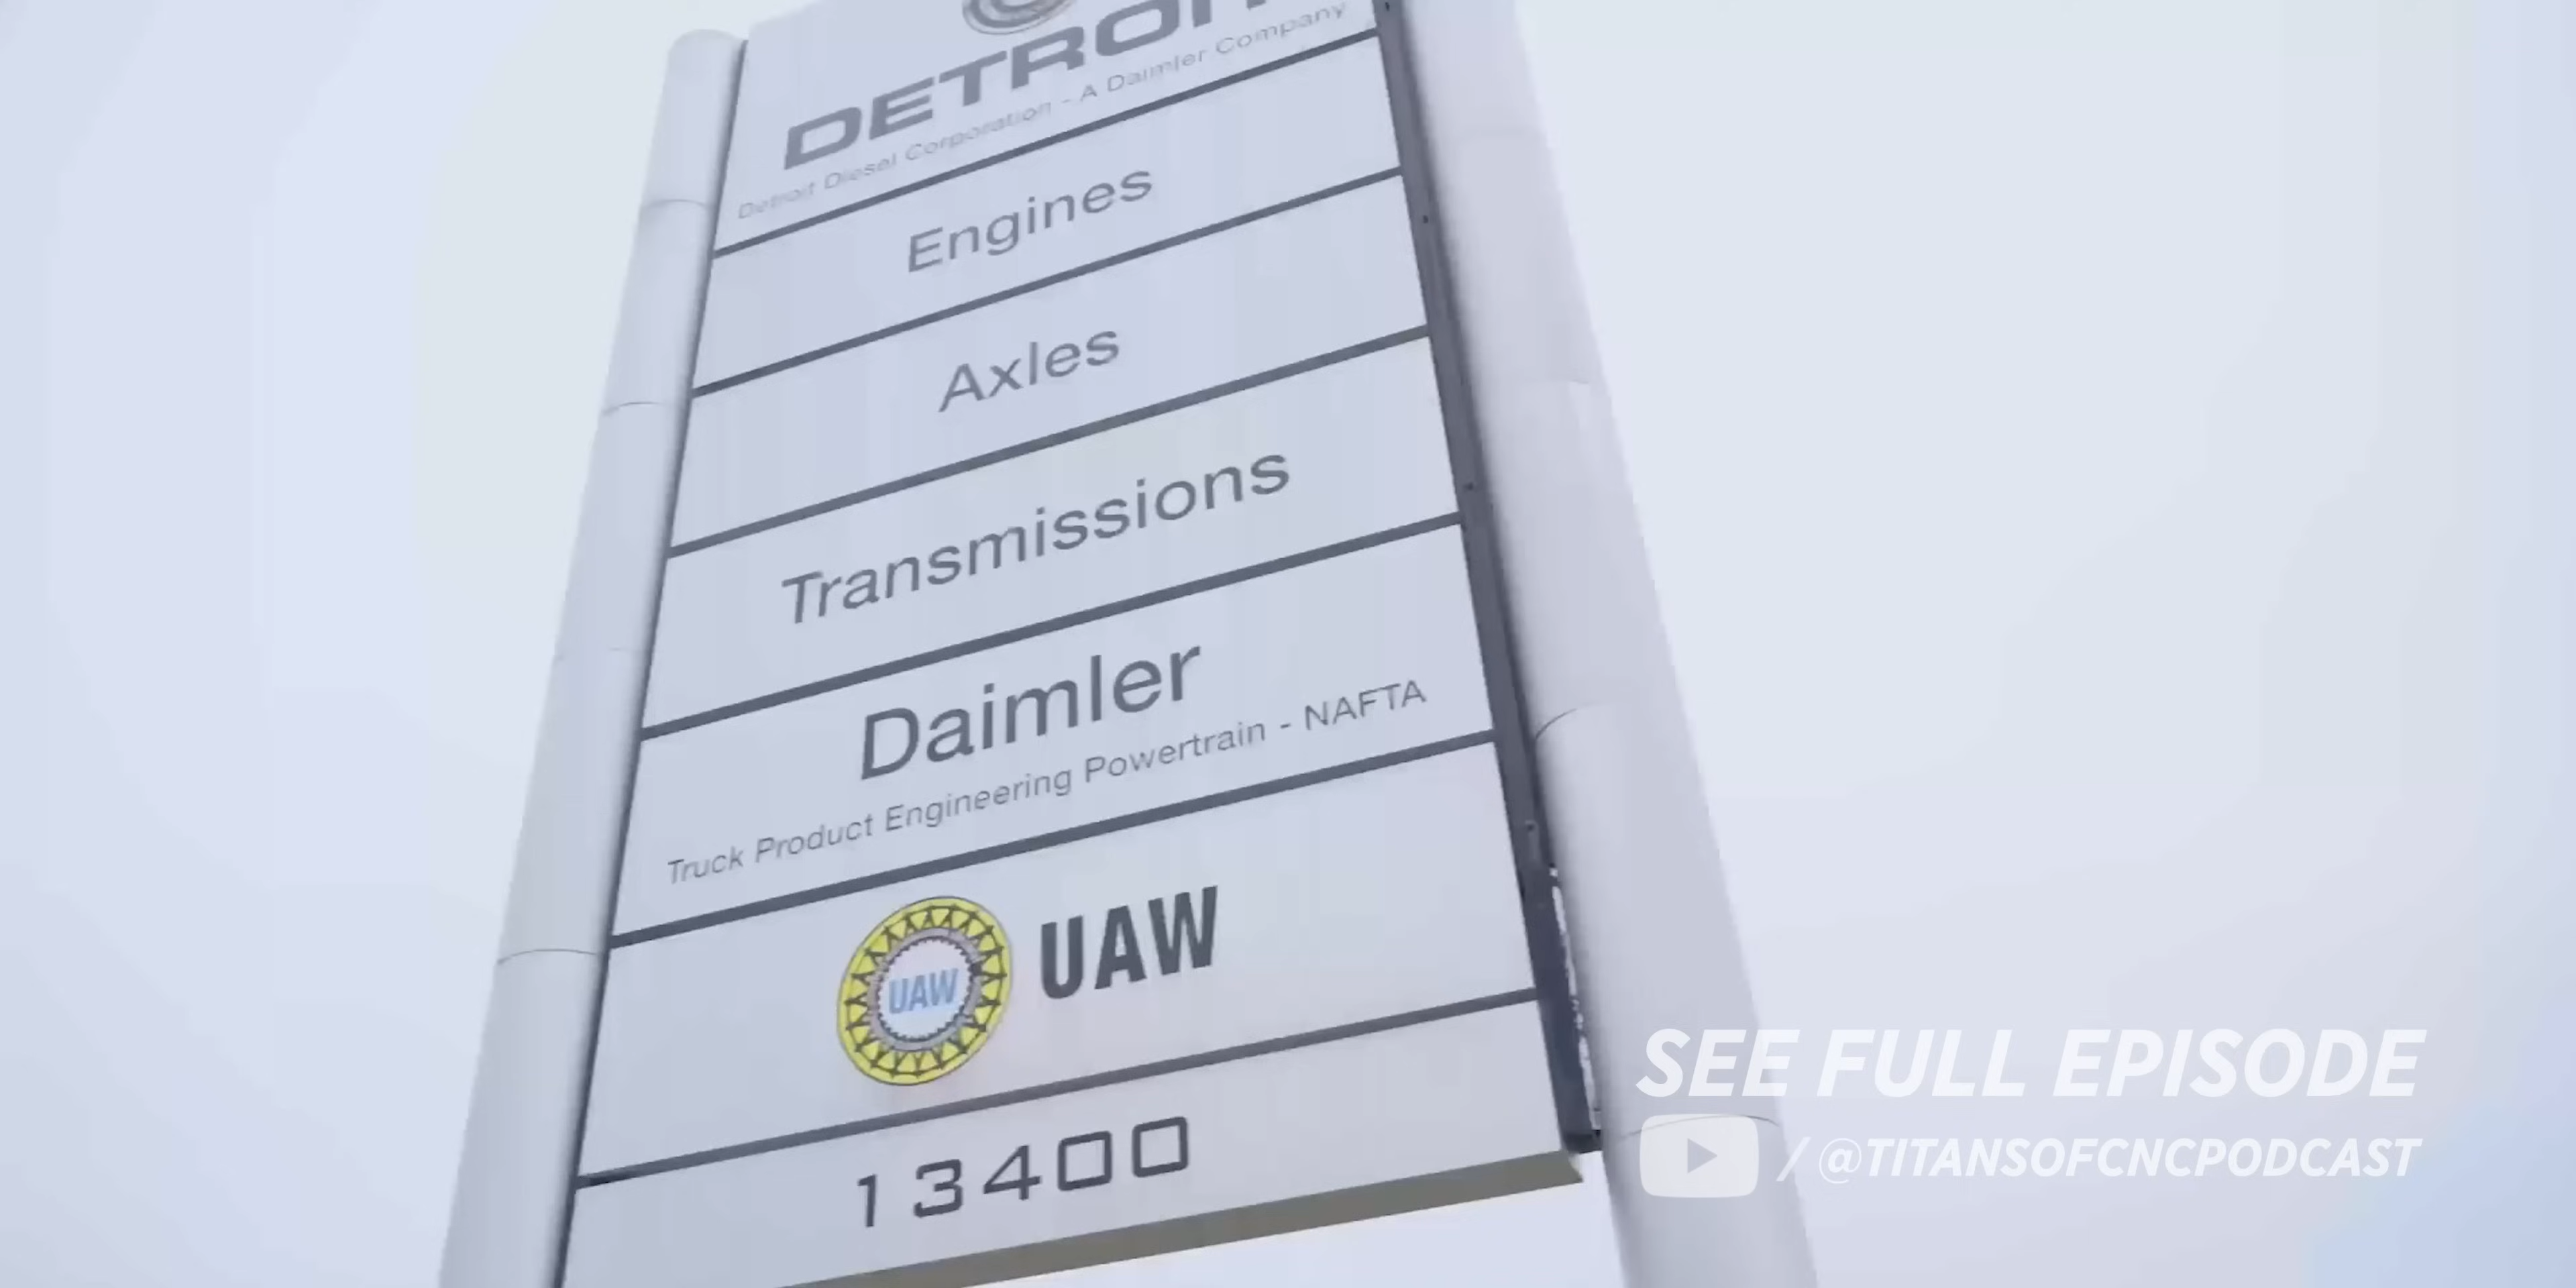 DETROIT
Detroit Diesel Corporation - A Daimler Company
Engines
Axles
Transmissions
Daimler
Truck Product Engineering Powertrain - NAFTA
UAW UAW
13400
SEE FULL EPISODE
/ @TITANSOFCNCPODCAST